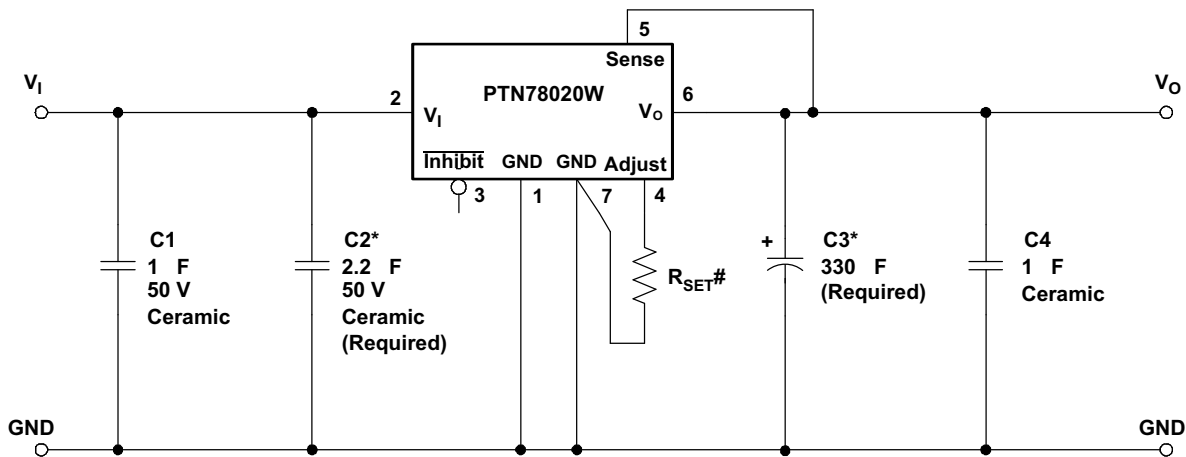 5
Sense
PTN78020W
V_I
2
V_I
V_O
6
V_O
Inhibit
GND
GND
Adjust
3
1
7
4
C1
1 F
50 V
Ceramic
C2*
2.2 F
50 V
Ceramic
(Required)
R_SET#
+
C3*
330 F
(Required)
C4
1 F
Ceramic
GND
GND